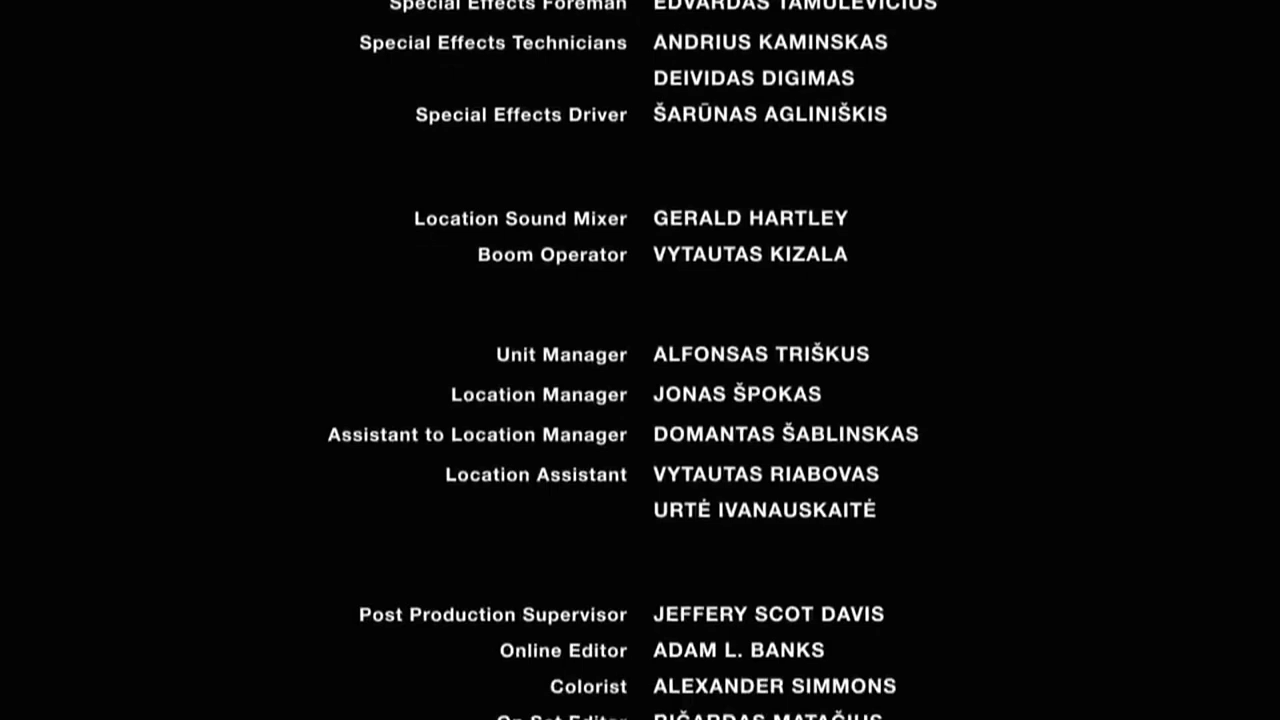 Special Effects Foreman EDVARDAS TAMULEVIČIUS
Special Effects Technicians ANDRIUS KAMINSKAS
DEIVIDAS DIGIMAS
Special Effects Driver ŠARŪNAS AGLINIŠKIS
Location Sound Mixer GERALD HARTLEY
Boom Operator VYTAUTAS KIZALA
Unit Manager ALFONSAS TRIŠKUS
Location Manager JONAS ŠPOKAS
Assistant to Location Manager DOMANTAS ŠABLINSKAS
Location Assistant VYTAUTAS RIABOVAS
URTĖ IVANAUSKAITĖ
Post Production Supervisor JEFFERY SCOT DAVIS
Online Editor ADAM L. BANKS
Colorist ALEXANDER SIMMONS
On Set Editor RIČARDAS MATAČIUS